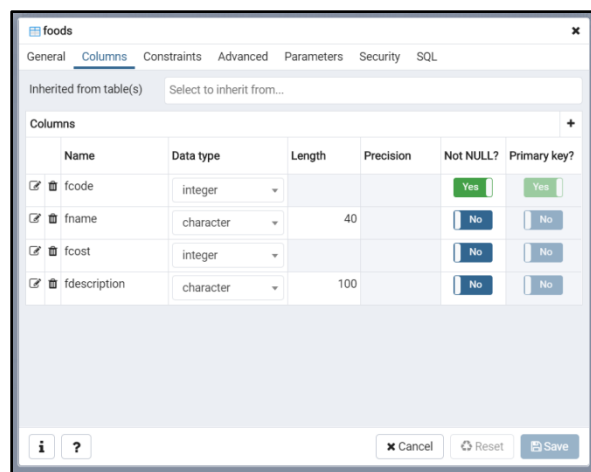 foods
General Columns Constraints Advanced Parameters Security SQL
Inherited from table(s) Select to inherit from...
Columns
Name Data type Length Precision Not NULL? Primary key?
fcode integer Yes Yes
fname character 40 No No
fcost integer No No
fdescription character 100 No No
i ? Cancel Reset Save